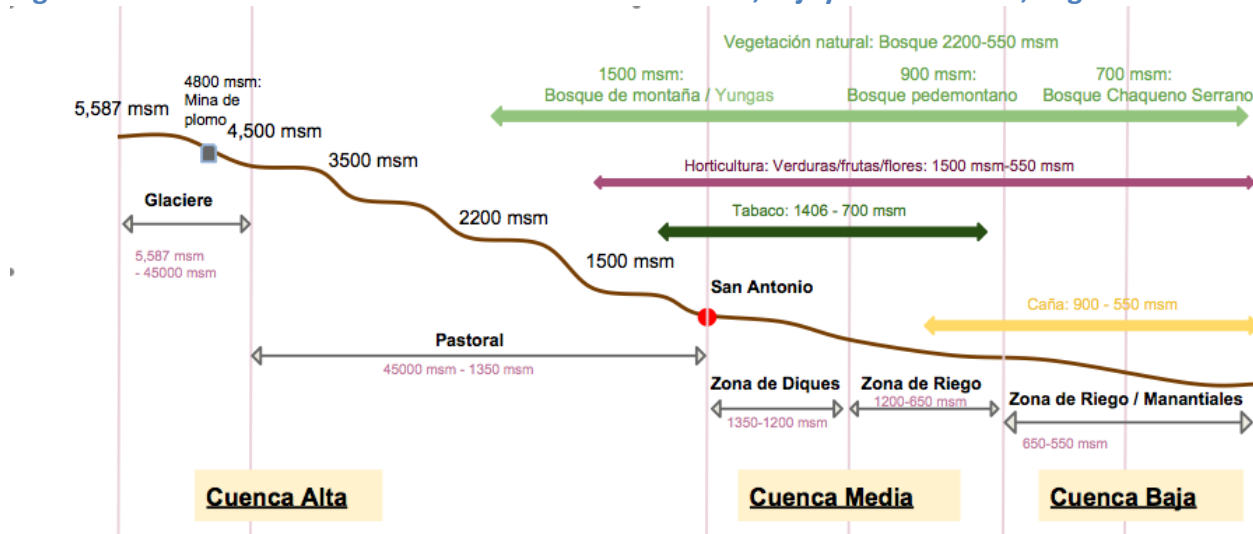 Vegetación natural: Bosque 2200-550 msm
1500 msm:
Bosque de montaña / Yungas
900 msm:
Bosque pedemontano
700 msm:
Bosque Chaqueno Serrano
4800 msm:
Mina de
plomo
5,587 msm
4,500 msm
3500 msm
Horticultura: Verduras/frutas/flores: 1500 msm-550 msm
Glaciere
Tabaco: 1406 - 700 msm
2200 msm
5,587 msm
- 45000 msm
1500 msm
San Antonio
Caña: 900 - 550 msm
Pastoral
45000 msm - 1350 msm
Zona de Diques
1350-1200 msm
Zona de Riego
1200-650 msm
Zona de Riego / Manantiales
650-550 msm
Cuenca Alta
Cuenca Media
Cuenca Baja